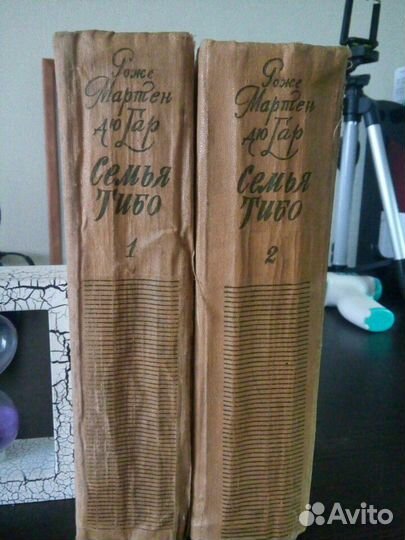 Роже
Мартен
дю Гар
Семья
Тибо
1
Роже
Мартен
дю Гар
Семья
Тибо
2
Avito